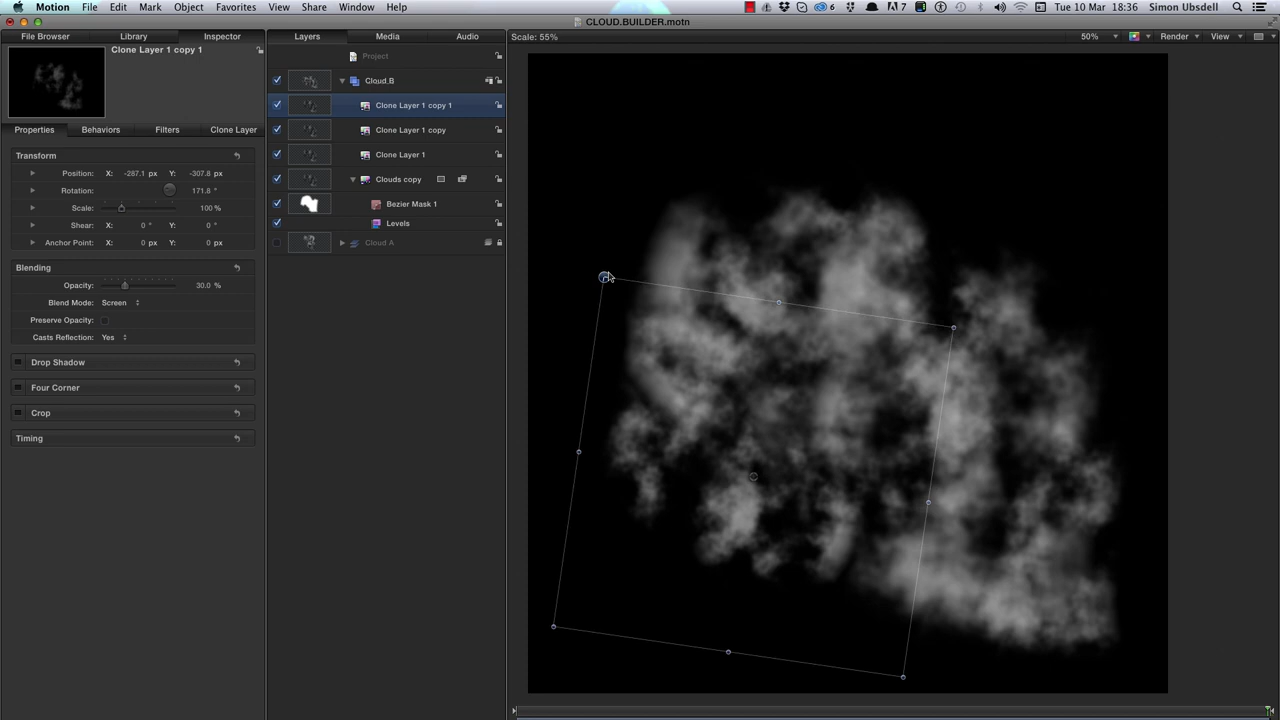 Motion File Edit Mark Object Favorites View Share Window Help 6 7 Tue 10 Mar 18:36 Simon Ubsdell
CLOUD.BUILDER.motn
File Browser Library Inspector Layers Media Audio Scale: 55% 50% Render View
Clone Layer 1 copy 1
Properties Behaviors Filters Clone Layer
Transform
Position: X: -287.1 px Y: -307.8 px
Rotation: 171.8 °
Scale: 100 %
Shear: X: 0 ° Y: 0 °
Anchor Point: X: 0 px Y: 0 px
Blending
Opacity: 30.0 %
Blend Mode: Screen
Preserve Opacity:
Casts Reflection: Yes
Drop Shadow
Four Corner
Crop
Timing
Project
Cloud.B
Clone Layer 1 copy 1
Clone Layer 1 copy
Clone Layer 1
Clouds copy
Bezier Mask 1
Levels
Cloud A